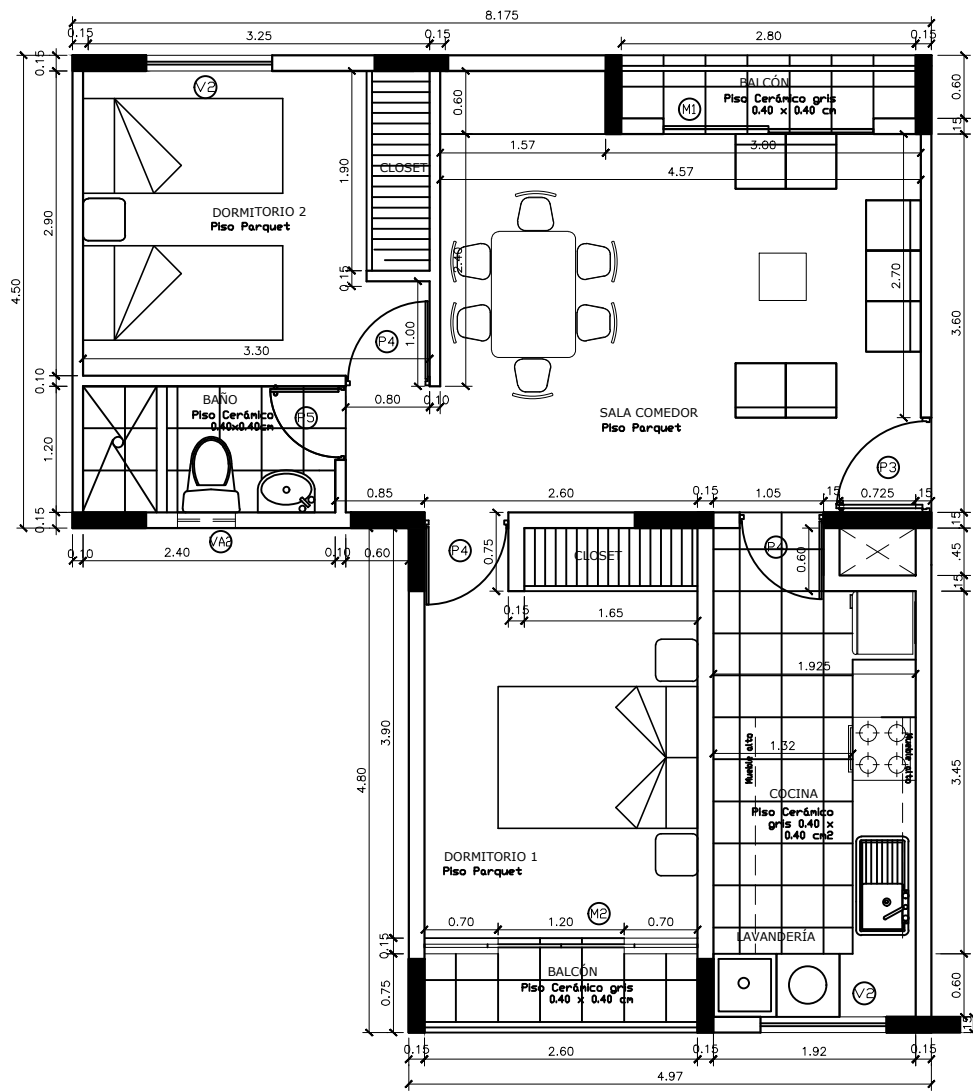 8.175
0.15
3.25
0.15
2.80
0.15
0.15
V2
BALCÓN
Piso Cerámico gris
0.40 x 0.40 cm
M1
0.60
0.60
15
1.57
3.00
4.57
1.90
CLOSET
DORMITORIO 2
Piso Parquet
2.90
4.50
2.40
2.70
3.60
0.15
1.00
P4
3.30
0.10
0.80
0.10
BAÑO
Piso Cerámico
0.40x0.40cm
P5
SALA COMEDOR
Piso Parquet
1.20
P3
0.85
2.60
0.15
1.05
15
0.725
15
0.15
VA2
0.10
2.40
0.10
0.60
P4
0.75
CLOSET
P4
0.60
15
.45
15
0.15
1.65
1.925
3.90
4.80
1.32
Mueble alto
Mueble alto
3.45
COCINA
Piso Cerámico
gris 0.40 x
0.40 cm2
DORMITORIO 1
Piso Parquet
M2
0.70
1.20
0.70
LAVANDERÍA
0.15
BALCÓN
Piso Cerámico gris
0.40 x 0.40 cm
V2
0.75
0.60
15
0.15
2.60
0.15
1.92
0.15
4.97